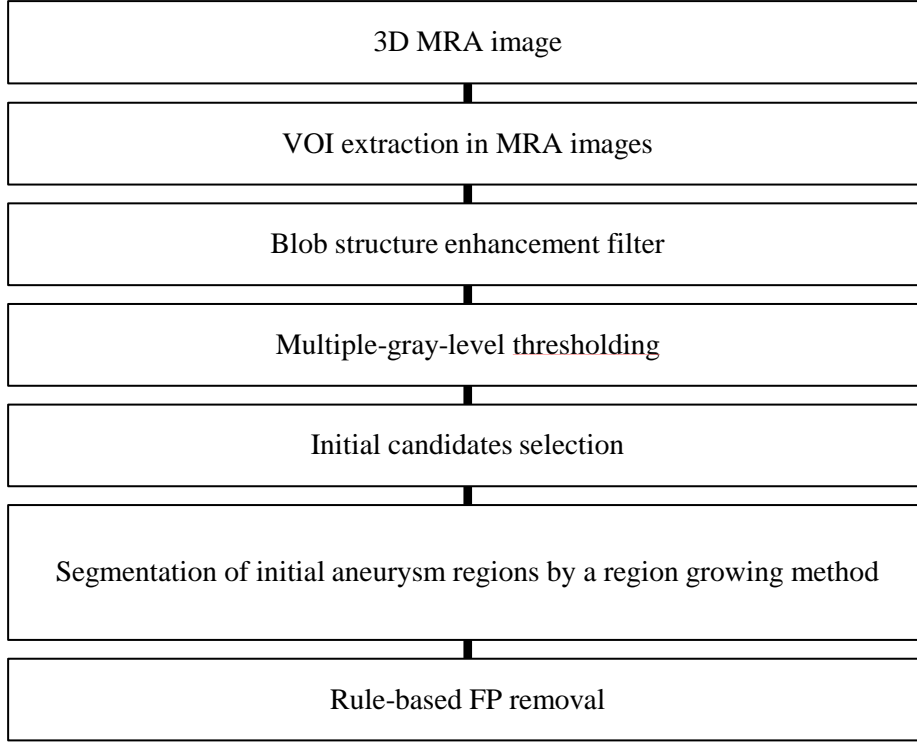 3D MRA image
VOI extraction in MRA images
Blob structure enhancement filter
Multiple-gray-level thresholding
Initial candidates selection
Segmentation of initial aneurysm regions by a region growing method
Rule-based FP removal